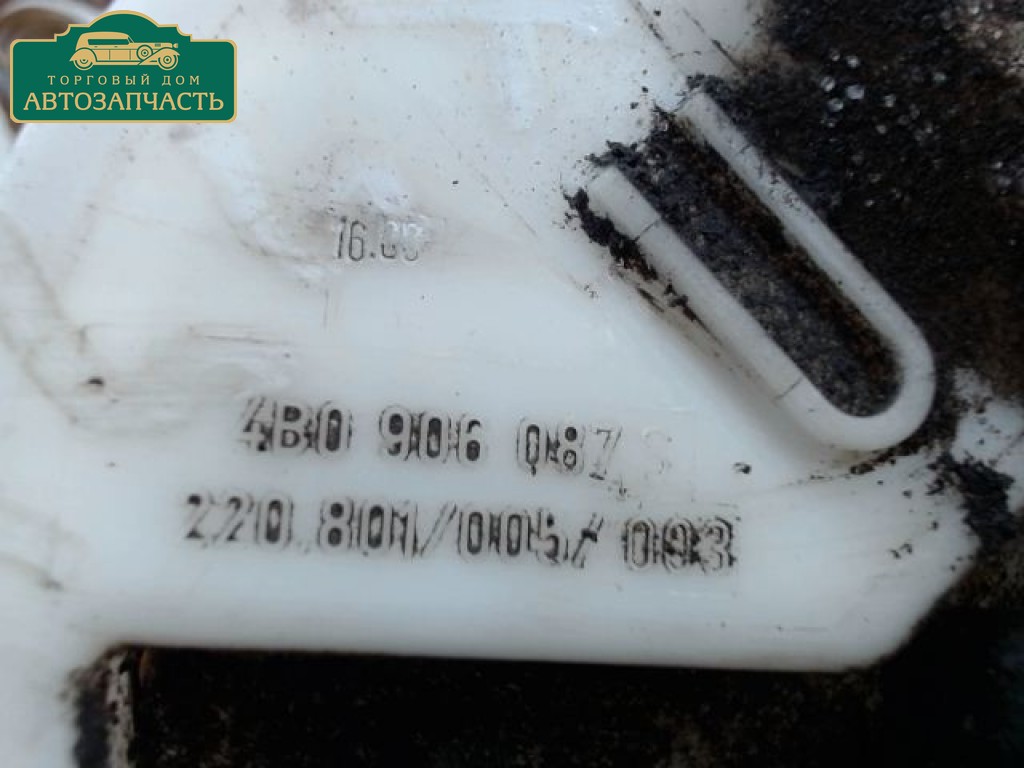 ТОРГОВЫЙ ДОМ
АВТОЗАПЧАСТЬ
4B0 906 087
220.801/005/ 093